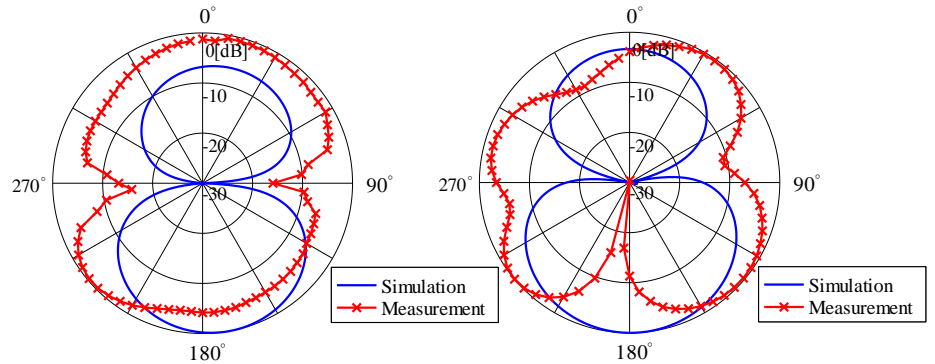 0°
0[dB]
-10
-20
-30
270°
90°
180°
Simulation
Measurement
0°
0[dB]
-10
-20
-30
270°
90°
180°
Simulation
Measurement